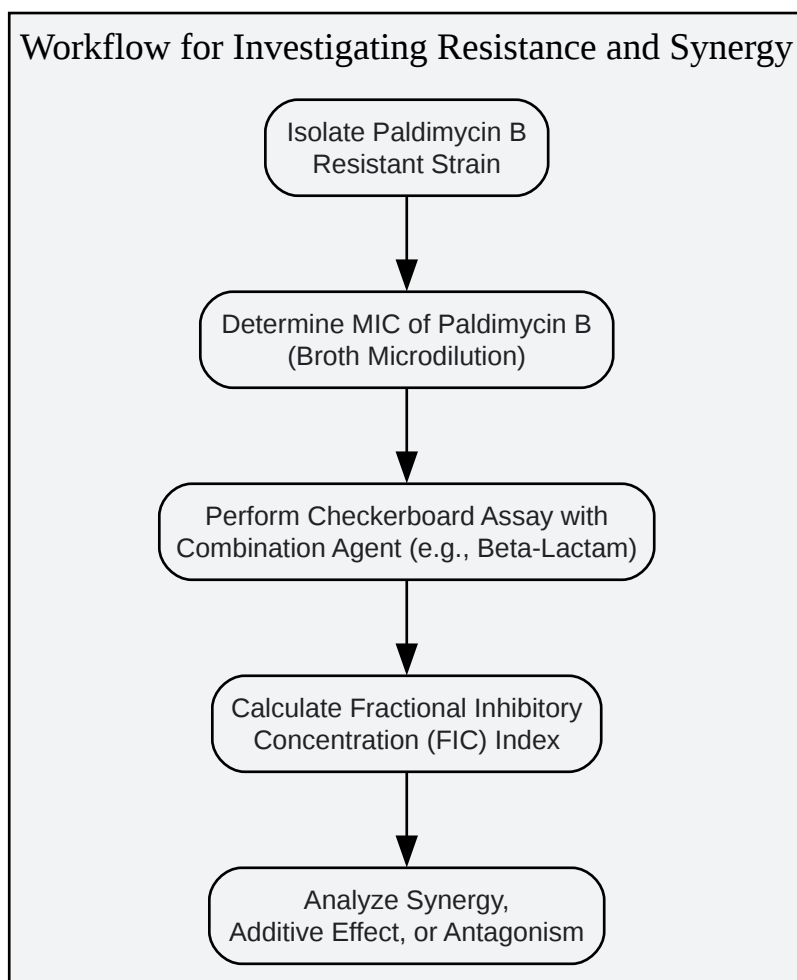 Workflow for Investigating Resistance and Synergy
Isolate Paldimycin B
Resistant Strain
Determine MIC of Paldimycin B
(Broth Microdilution)
Perform Checkerboard Assay with
Combination Agent (e.g., Beta-Lactam)
Calculate Fractional Inhibitory
Concentration (FIC) Index
Analyze Synergy,
Additive Effect, or Antagonism